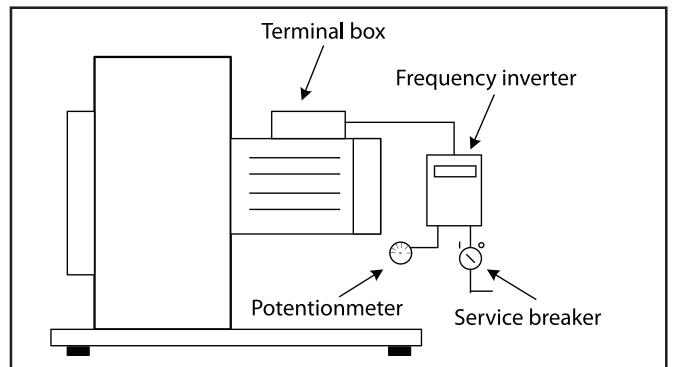 Terminal box
Frequency inverter
I O
Potentionmeter
Service breaker